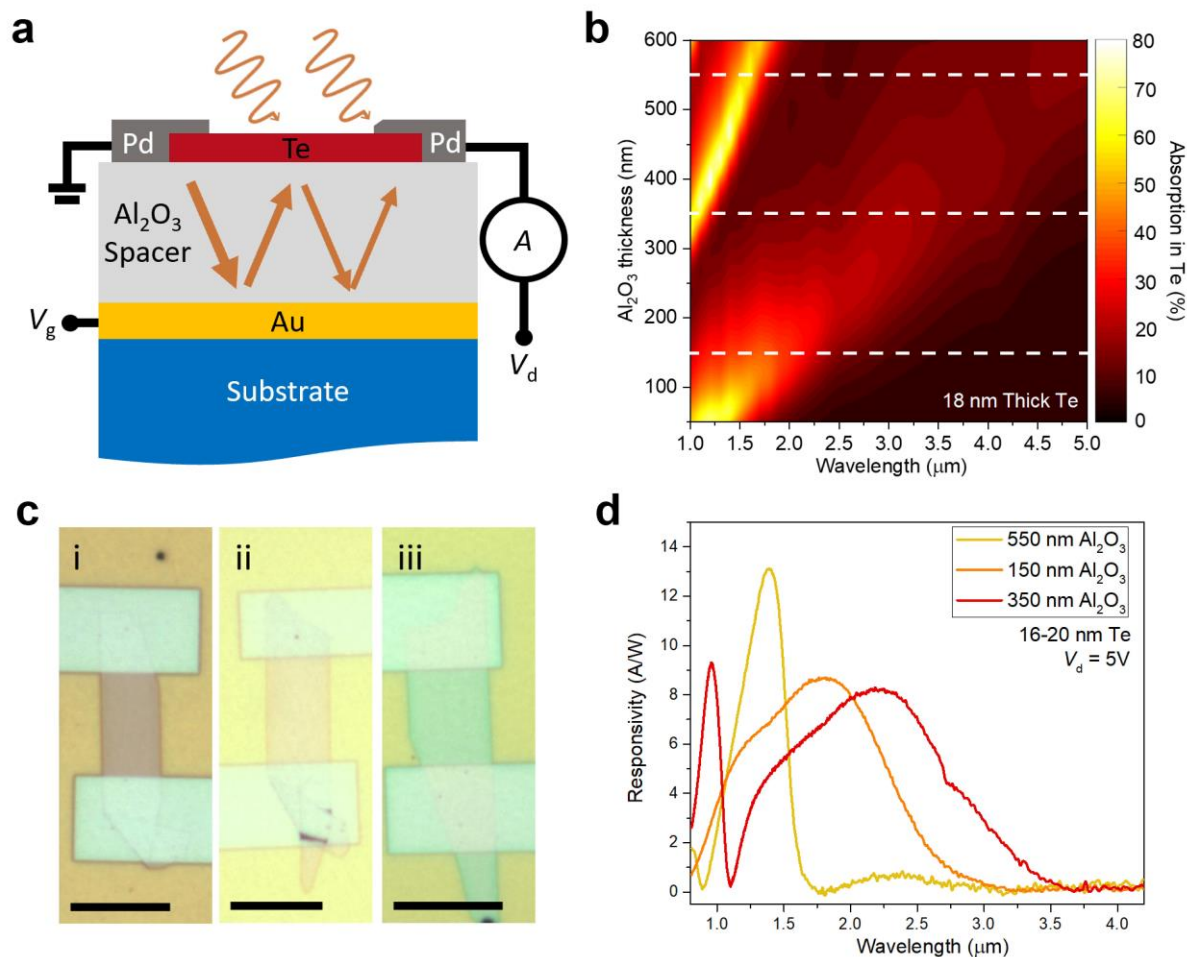 a
Pd
Te
Pd
Al₂O₃
Spacer
A
Vg
Au
Vd
Substrate
b
600
500
400
300
200
100
Al₂O₃ thickness (nm)
1.0 1.5 2.0 2.5 3.0 3.5 4.0 4.5 5.0
Wavelength (μm)
18 nm Thick Te
80
70
60
50
40
30
20
10
0
Absorption in Te (%)
c
i
ii
iii
d
14
12
10
8
6
4
2
0
Responsivity (A/W)
550 nm Al₂O₃
150 nm Al₂O₃
350 nm Al₂O₃
16-20 nm Te
Vd = 5V
1.0 1.5 2.0 2.5 3.0 3.5 4.0
Wavelength (μm)